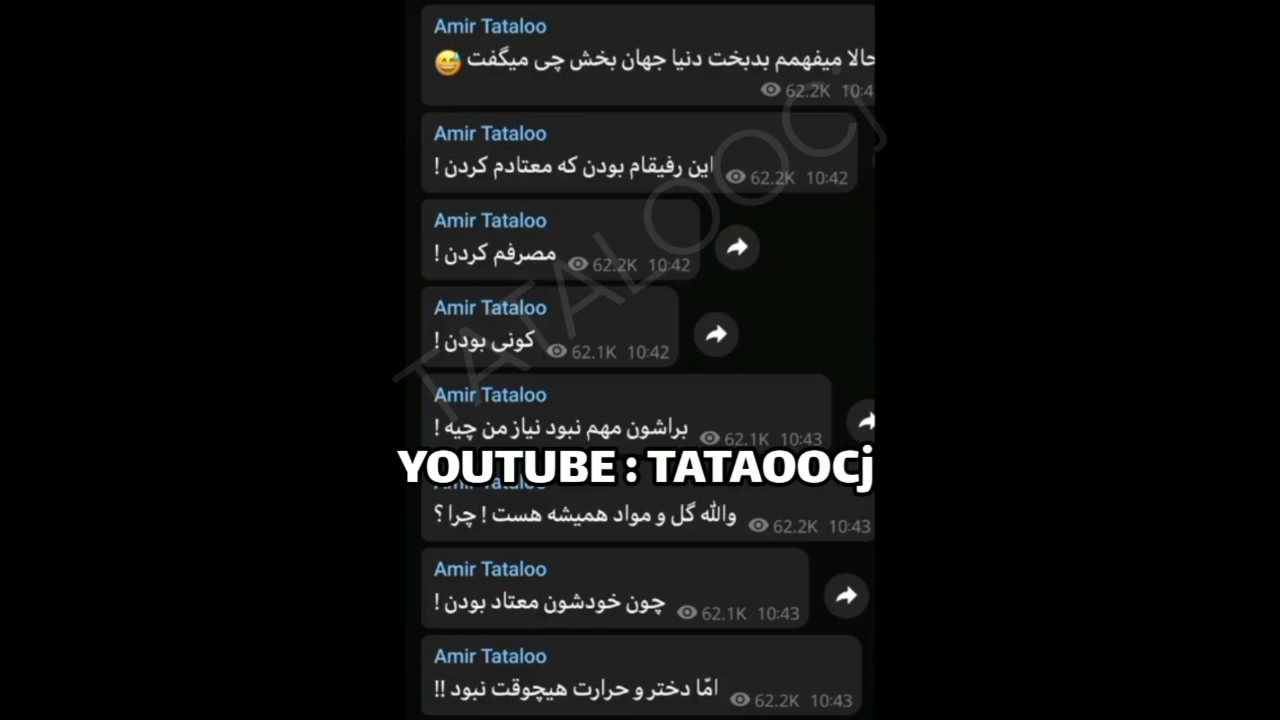 Amir Tataloo
حالا میفهمم بدبخت دنیا جهان بخش چی میگفت 😅
62.2K 10:4
Amir Tataloo
این رفیقام بودن که معتادم کردن !
62.2K 10:42
Amir Tataloo
مصرفم کردن !
62.2K 10:42
Amir Tataloo
کونی بودن !
62.1K 10:42
Amir Tataloo
براشون مهم نبود نیاز من چیه !
62.1K 10:43
TATALOOCj
YOUTUBE : TATAOOCj
Amir Tataloo
والله گل و مواد همیشه هست ! چرا ؟
62.2K 10:43
Amir Tataloo
چون خودشون معتاد بودن !
62.1K 10:43
Amir Tataloo
امّا دختر و حرارت هیچوقت نبود !!
62.2K 10:43